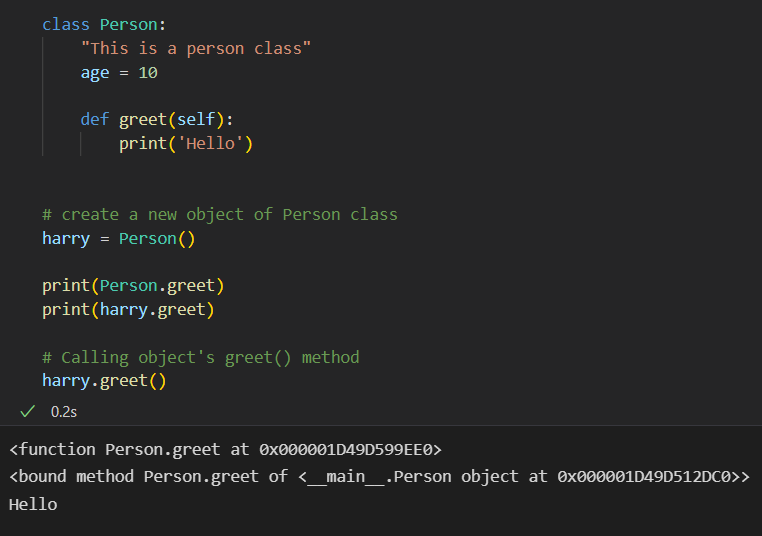 class Person:
    "This is a person class"
    age = 10

    def greet(self):
        print('Hello')


# create a new object of Person class
harry = Person()

print(Person.greet)
print(harry.greet)

# Calling object's greet() method
harry.greet()
✓ 0.2s
<function Person.greet at 0x000001D49D599EE0>
<bound method Person.greet of <__main__.Person object at 0x000001D49D512DC0>>
Hello